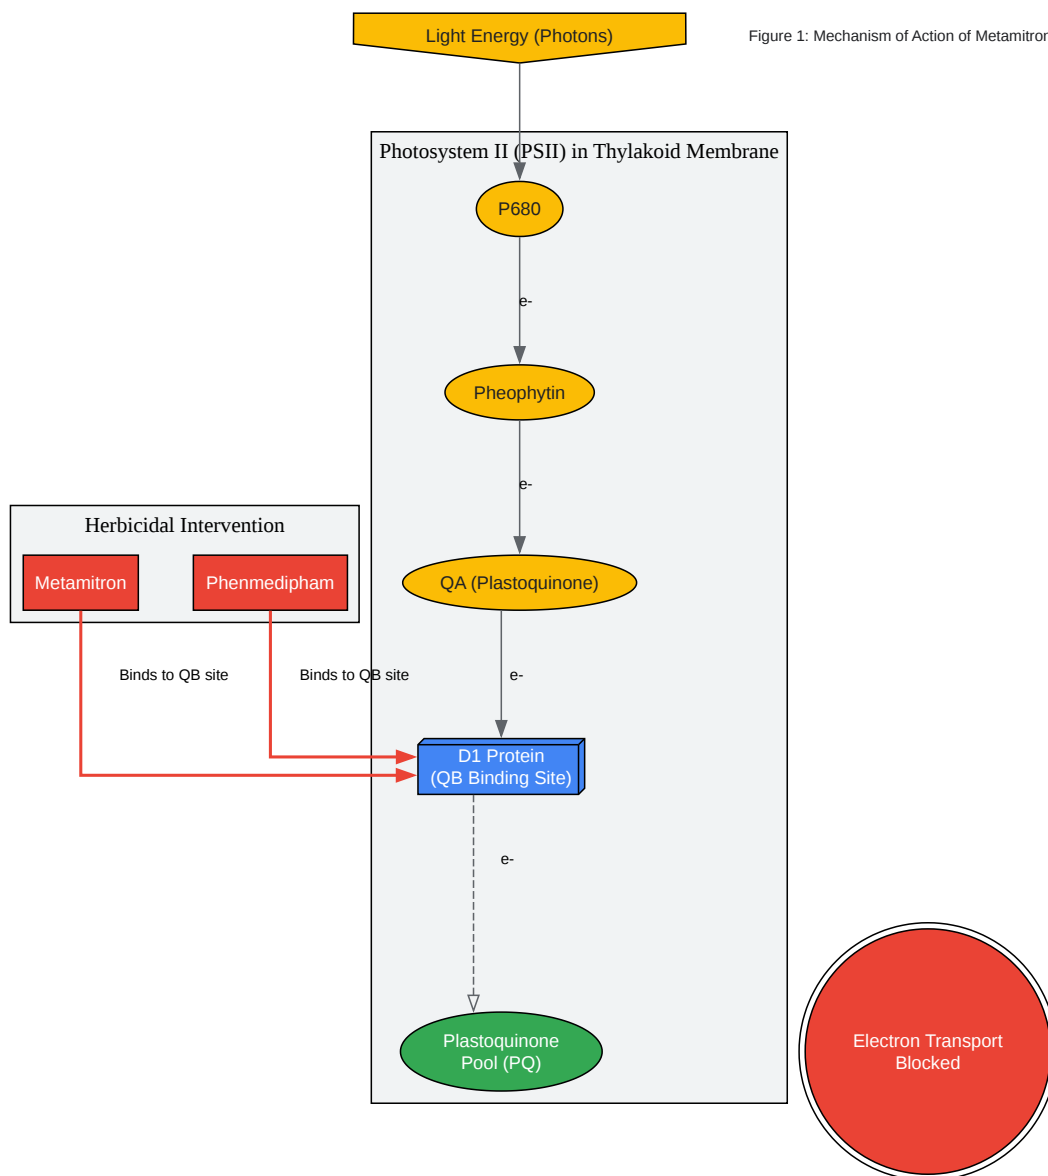 Light Energy (Photons)
Figure 1: Mechanism of Action of Metamitron
Photosystem II (PSII) in Thylakoid Membrane
P680
e-
Pheophytin
e-
Herbicidal Intervention
Metamitron
Phenmedipham
QA (Plastoquinone)
Binds to QB site
Binds to QB site
e-
D1 Protein
(QB Binding Site)
e-
Plastoquinone
Pool (PQ)
Electron Transport
Blocked